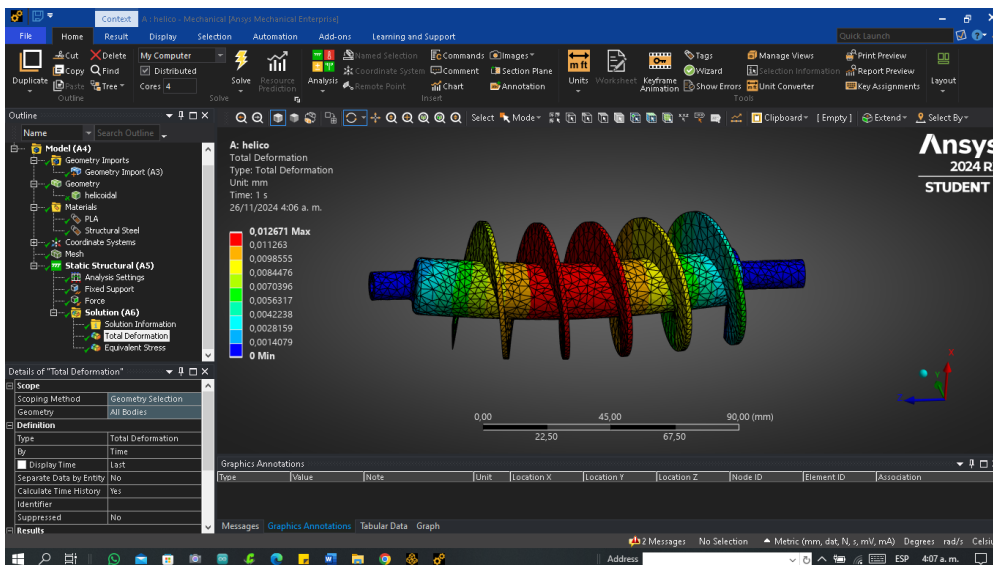 Context
A : helico - Mechanical [Ansys Mechanical Enterprise]
File Home Result Display Selection Automation Add-ons Learning and Support
Quick Launch
Duplicate
Cut
Copy
Paste
Delete
Find
Tree
Outline
My Computer
Distributed
Cores 4
Solve
Resource Prediction
Solve
Analysis
Named Selection
Coordinate System
Remote Point
Commands
Comment
Chart
Images
Section Plane
Annotation
Insert
Units
Worksheet
Keyframe Animation
Tags
Wizard
Show Errors
Manage Views
Selection Information
Unit Converter
Print Preview
Report Preview
Key Assignments
Tools
Layout
Outline
Name
Search Outline
Select Mode
Clipboard [ Empty ] Extend Select By
Model (A4)
Geometry Imports
Geometry Import (A3)
Geometry
helicoidal
Materials
PLA
Structural Steel
Coordinate Systems
Mesh
Static Structural (A5)
Analysis Settings
Fixed Support
Force
Solution (A6)
Solution Information
Total Deformation
Equivalent Stress
A: helico
Total Deformation
Type: Total Deformation
Unit: mm
Time: 1 s
26/11/2024 4:06 a. m.
0,012671 Max
0,011263
0,0098555
0,0084476
0,0070396
0,0056317
0,0042238
0,0028159
0,0014079
0 Min
Ansys
2024 R
STUDENT
X
Y
Z
0,00 45,00 90,00 (mm)
22,50 67,50
Details of "Total Deformation"
Scope
Scoping Method Geometry Selection
Geometry All Bodies
Definition
Type Total Deformation
By Time
Display Time Last
Separate Data by Entity No
Calculate Time History Yes
Identifier
Suppressed No
Results
Graphics Annotations
Type Value Note Unit Location X Location Y Location Z Node ID Element ID Association
Messages Graphics Annotations Tabular Data Graph
2 Messages No Selection Metric (mm, dat, N, s, mV, mA) Degrees rad/s Celsiu
Address
ESP 4:07 a. m.